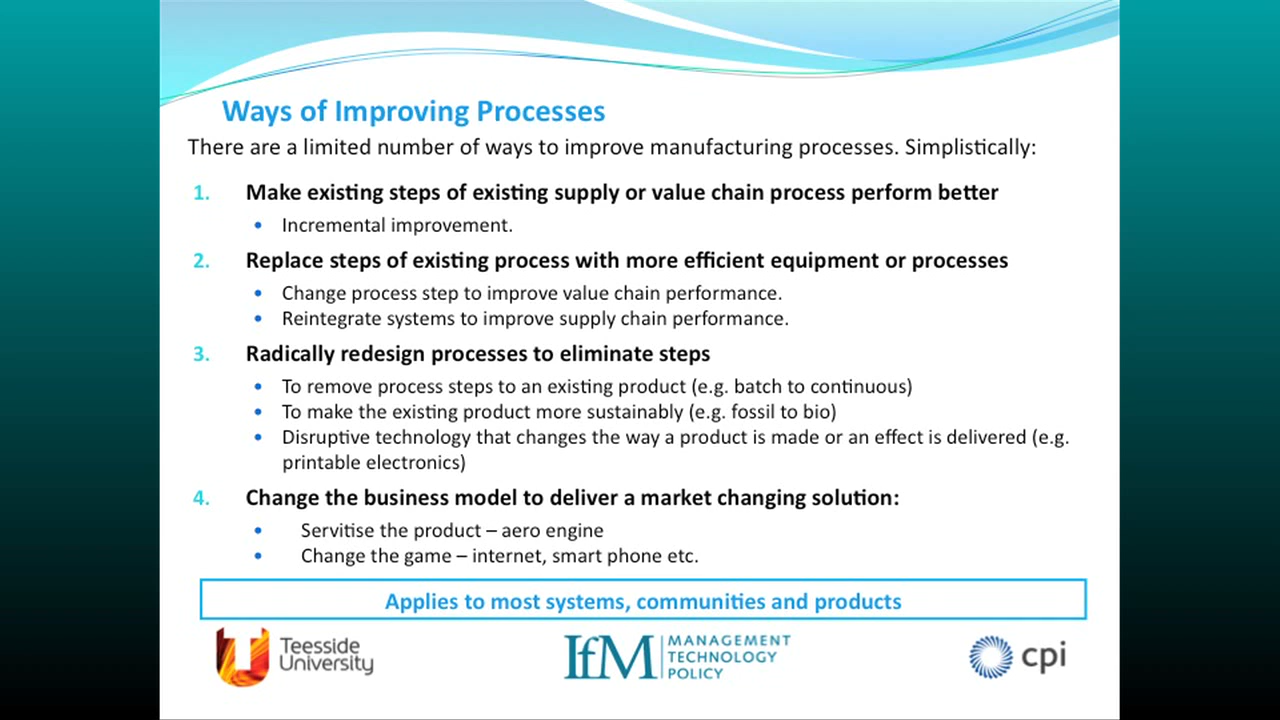 Ways of Improving Processes
There are a limited number of ways to improve manufacturing processes. Simplistically:
1. Make existing steps of existing supply or value chain process perform better
• Incremental improvement.
2. Replace steps of existing process with more efficient equipment or processes
• Change process step to improve value chain performance.
• Reintegrate systems to improve supply chain performance.
3. Radically redesign processes to eliminate steps
• To remove process steps to an existing product (e.g. batch to continuous)
• To make the existing product more sustainably (e.g. fossil to bio)
• Disruptive technology that changes the way a product is made or an effect is delivered (e.g.
printable electronics)
4. Change the business model to deliver a market changing solution:
• Servitise the product – aero engine
• Change the game – internet, smart phone etc.
Applies to most systems, communities and products
Teesside
University
IfM
MANAGEMENT
TECHNOLOGY
POLICY
cpi